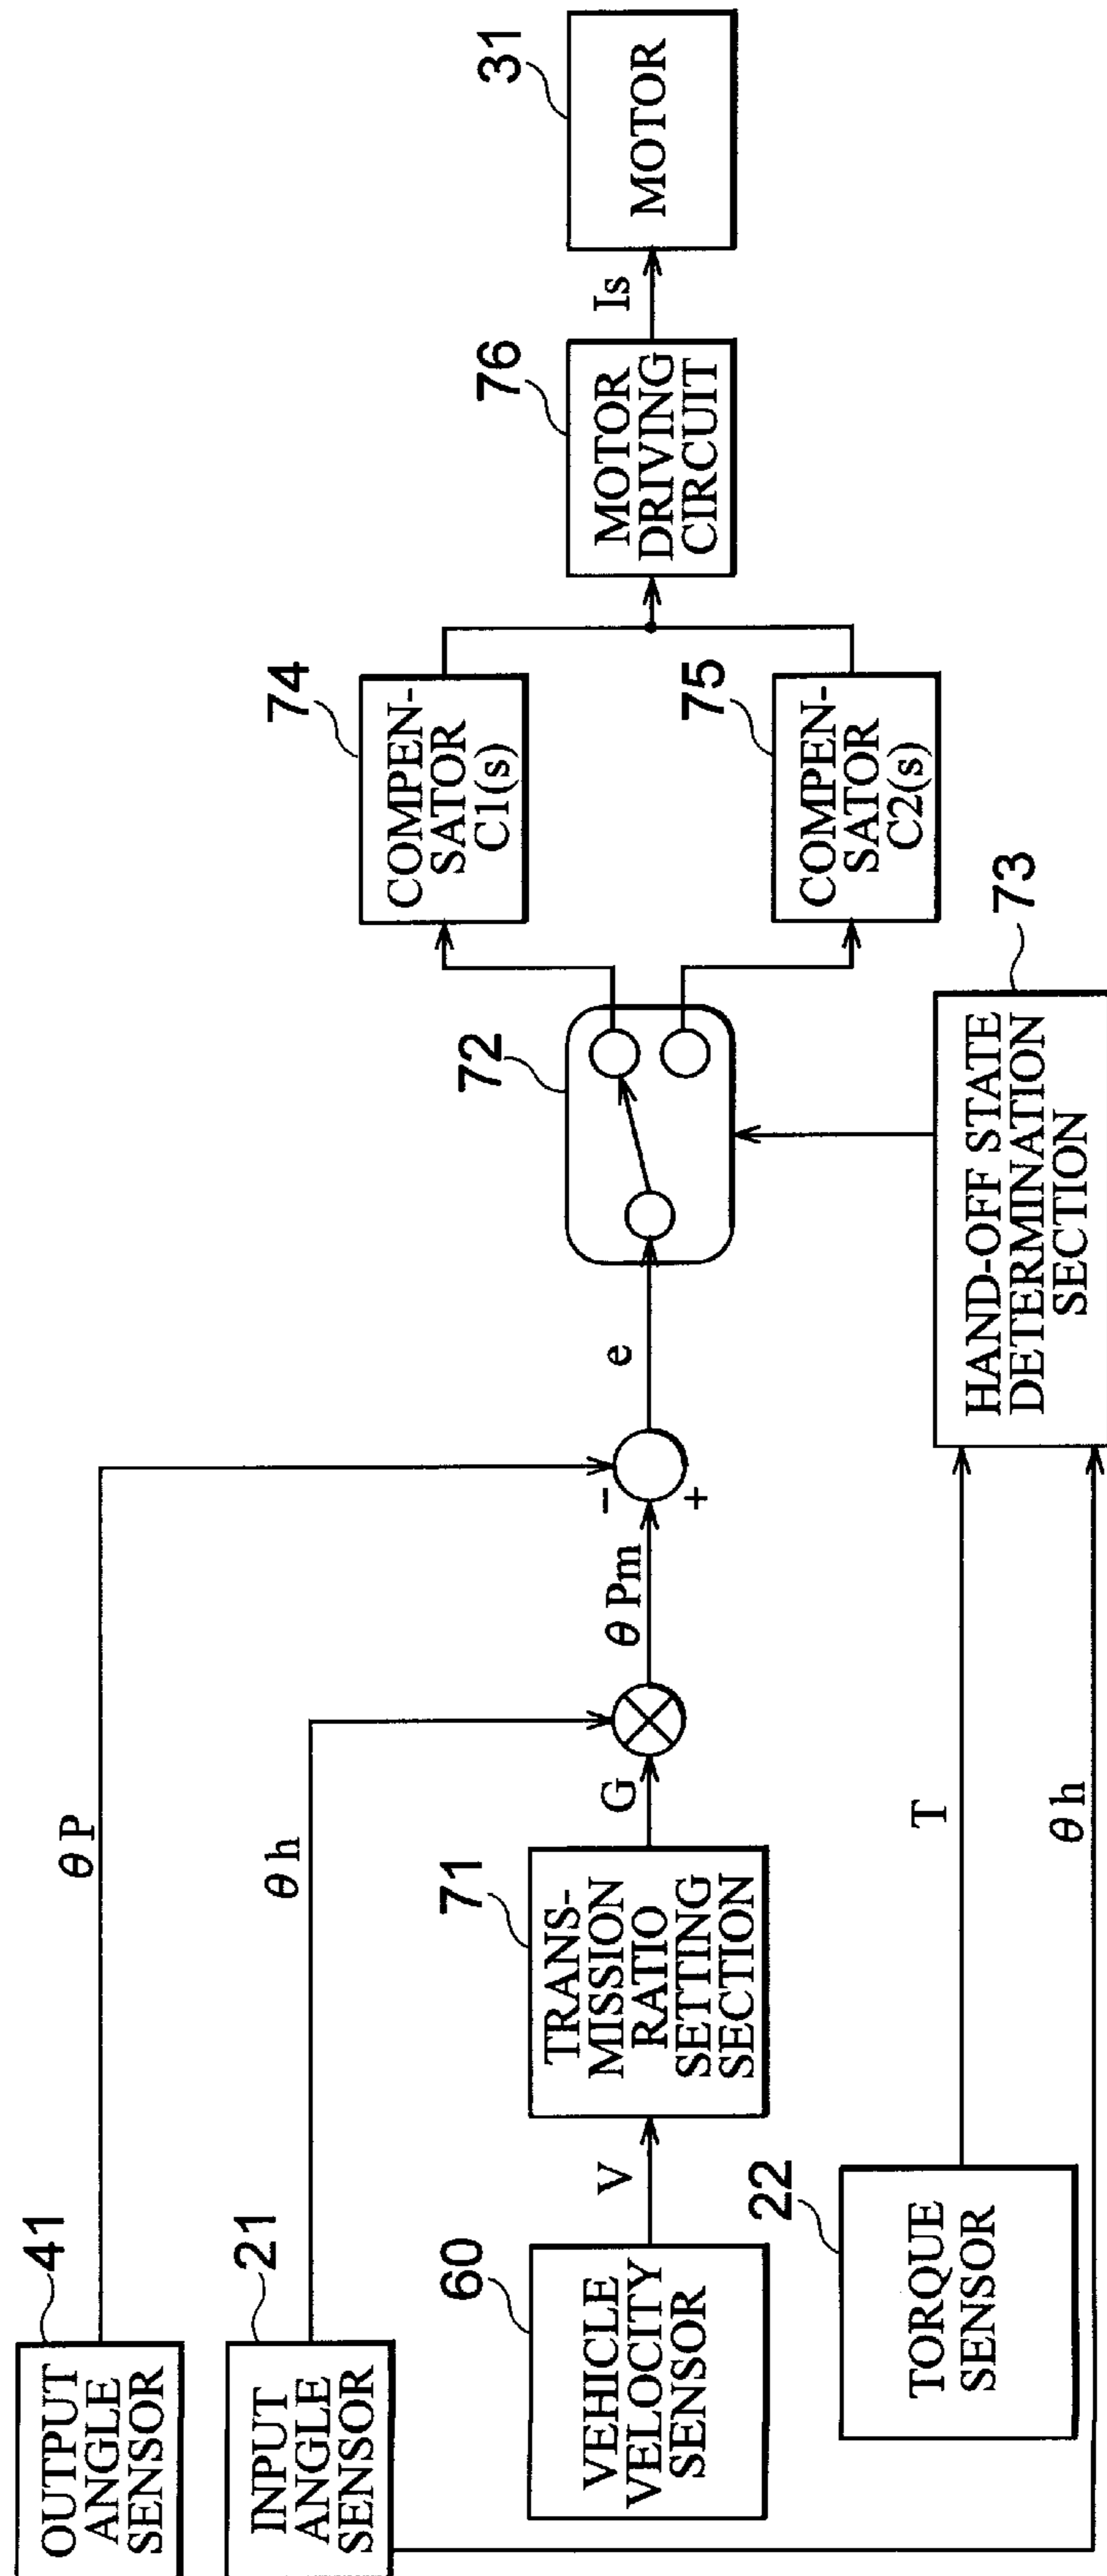 41
OUTPUT
ANGLE
SENSOR
θP
21
INPUT
ANGLE
SENSOR
θh
60
VEHICLE
VELOCITY
SENSOR
V
71
TRANS-
MISSION
RATIO
SETTING
SECTION
G
θPm
−
+
e
72
74
COMPEN-
SATOR
C1(s)
75
COMPEN-
SATOR
C2(s)
76
MOTOR
DRIVING
CIRCUIT
Is
31
MOTOR
22
TORQUE
SENSOR
T
θh
73
HAND-OFF STATE
DETERMINATION
SECTION